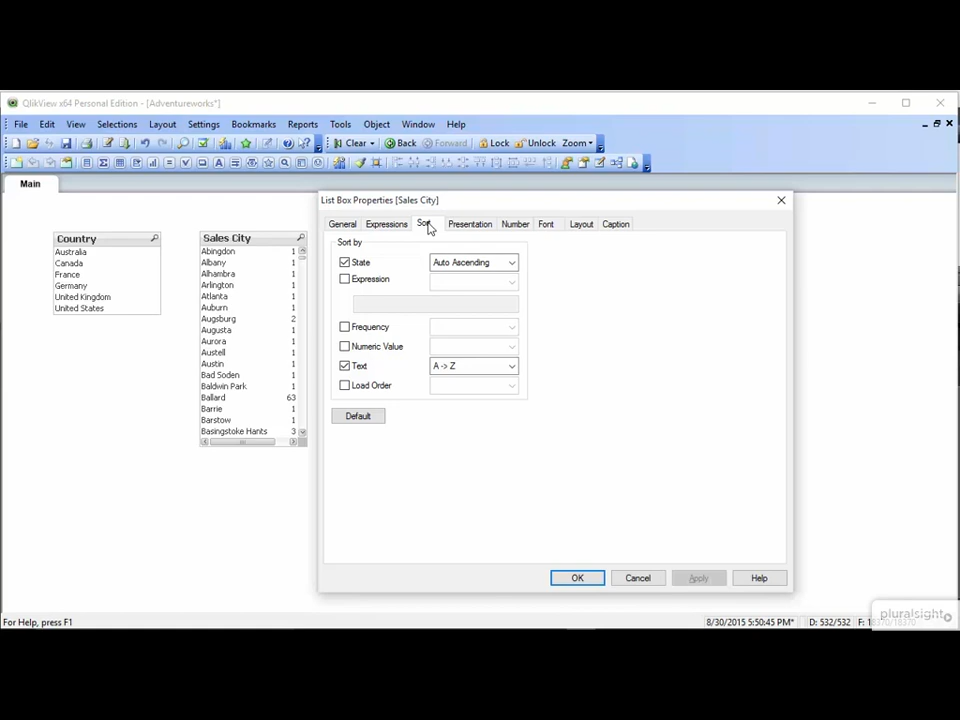 QlikView x64 Personal Edition - [Adventureworks*]
File Edit View Selections Layout Settings Bookmarks Reports Tools Object Window Help
Clear Back Forward Lock Unlock Zoom
Main
List Box Properties [Sales City]
General Expressions Presentation Number Font Layout Caption
Country
Australia
Canada
France
Germany
United Kingdom
United States
Sales City
Abingdon 1
Albany 1
Alhambra 1
Arlington 1
Atlanta 1
Auburn 1
Augsburg 2
Augusta 1
Aurora 1
Austell 1
Austin 1
Bad Soden 1
Baldwin Park 1
Ballard 63
Barrie 1
Barstow 1
Basingstoke Hants 3
Sort by
State Auto Ascending
Expression
Frequency
Numeric Value
Text A -> Z
Load Order
Default
OK Cancel Apply Help
pluralsight
For Help, press F1
8/30/2015 5:50:45 PM* D: 532/532 F: